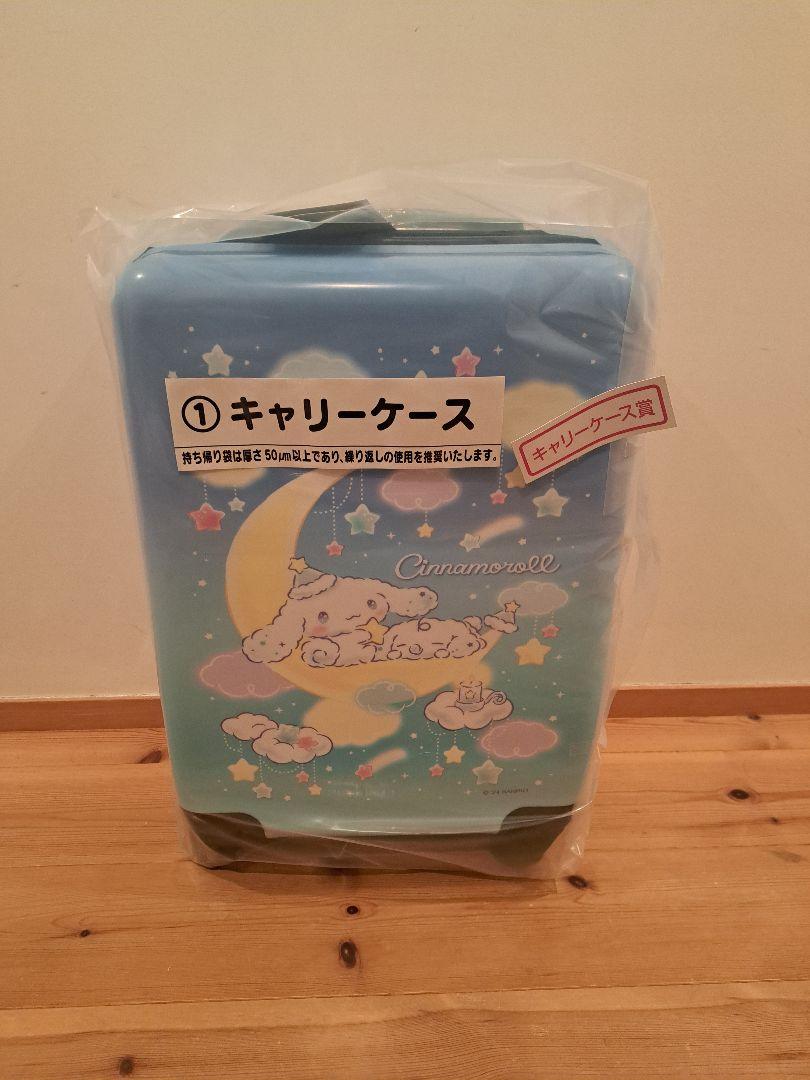 ① キャリーケース
持ち帰り袋は厚さ50μm以上であり、繰り返しの使用を推奨いたします。
キャリーケース賞
Cinnamoroll
© '24 SANRIO